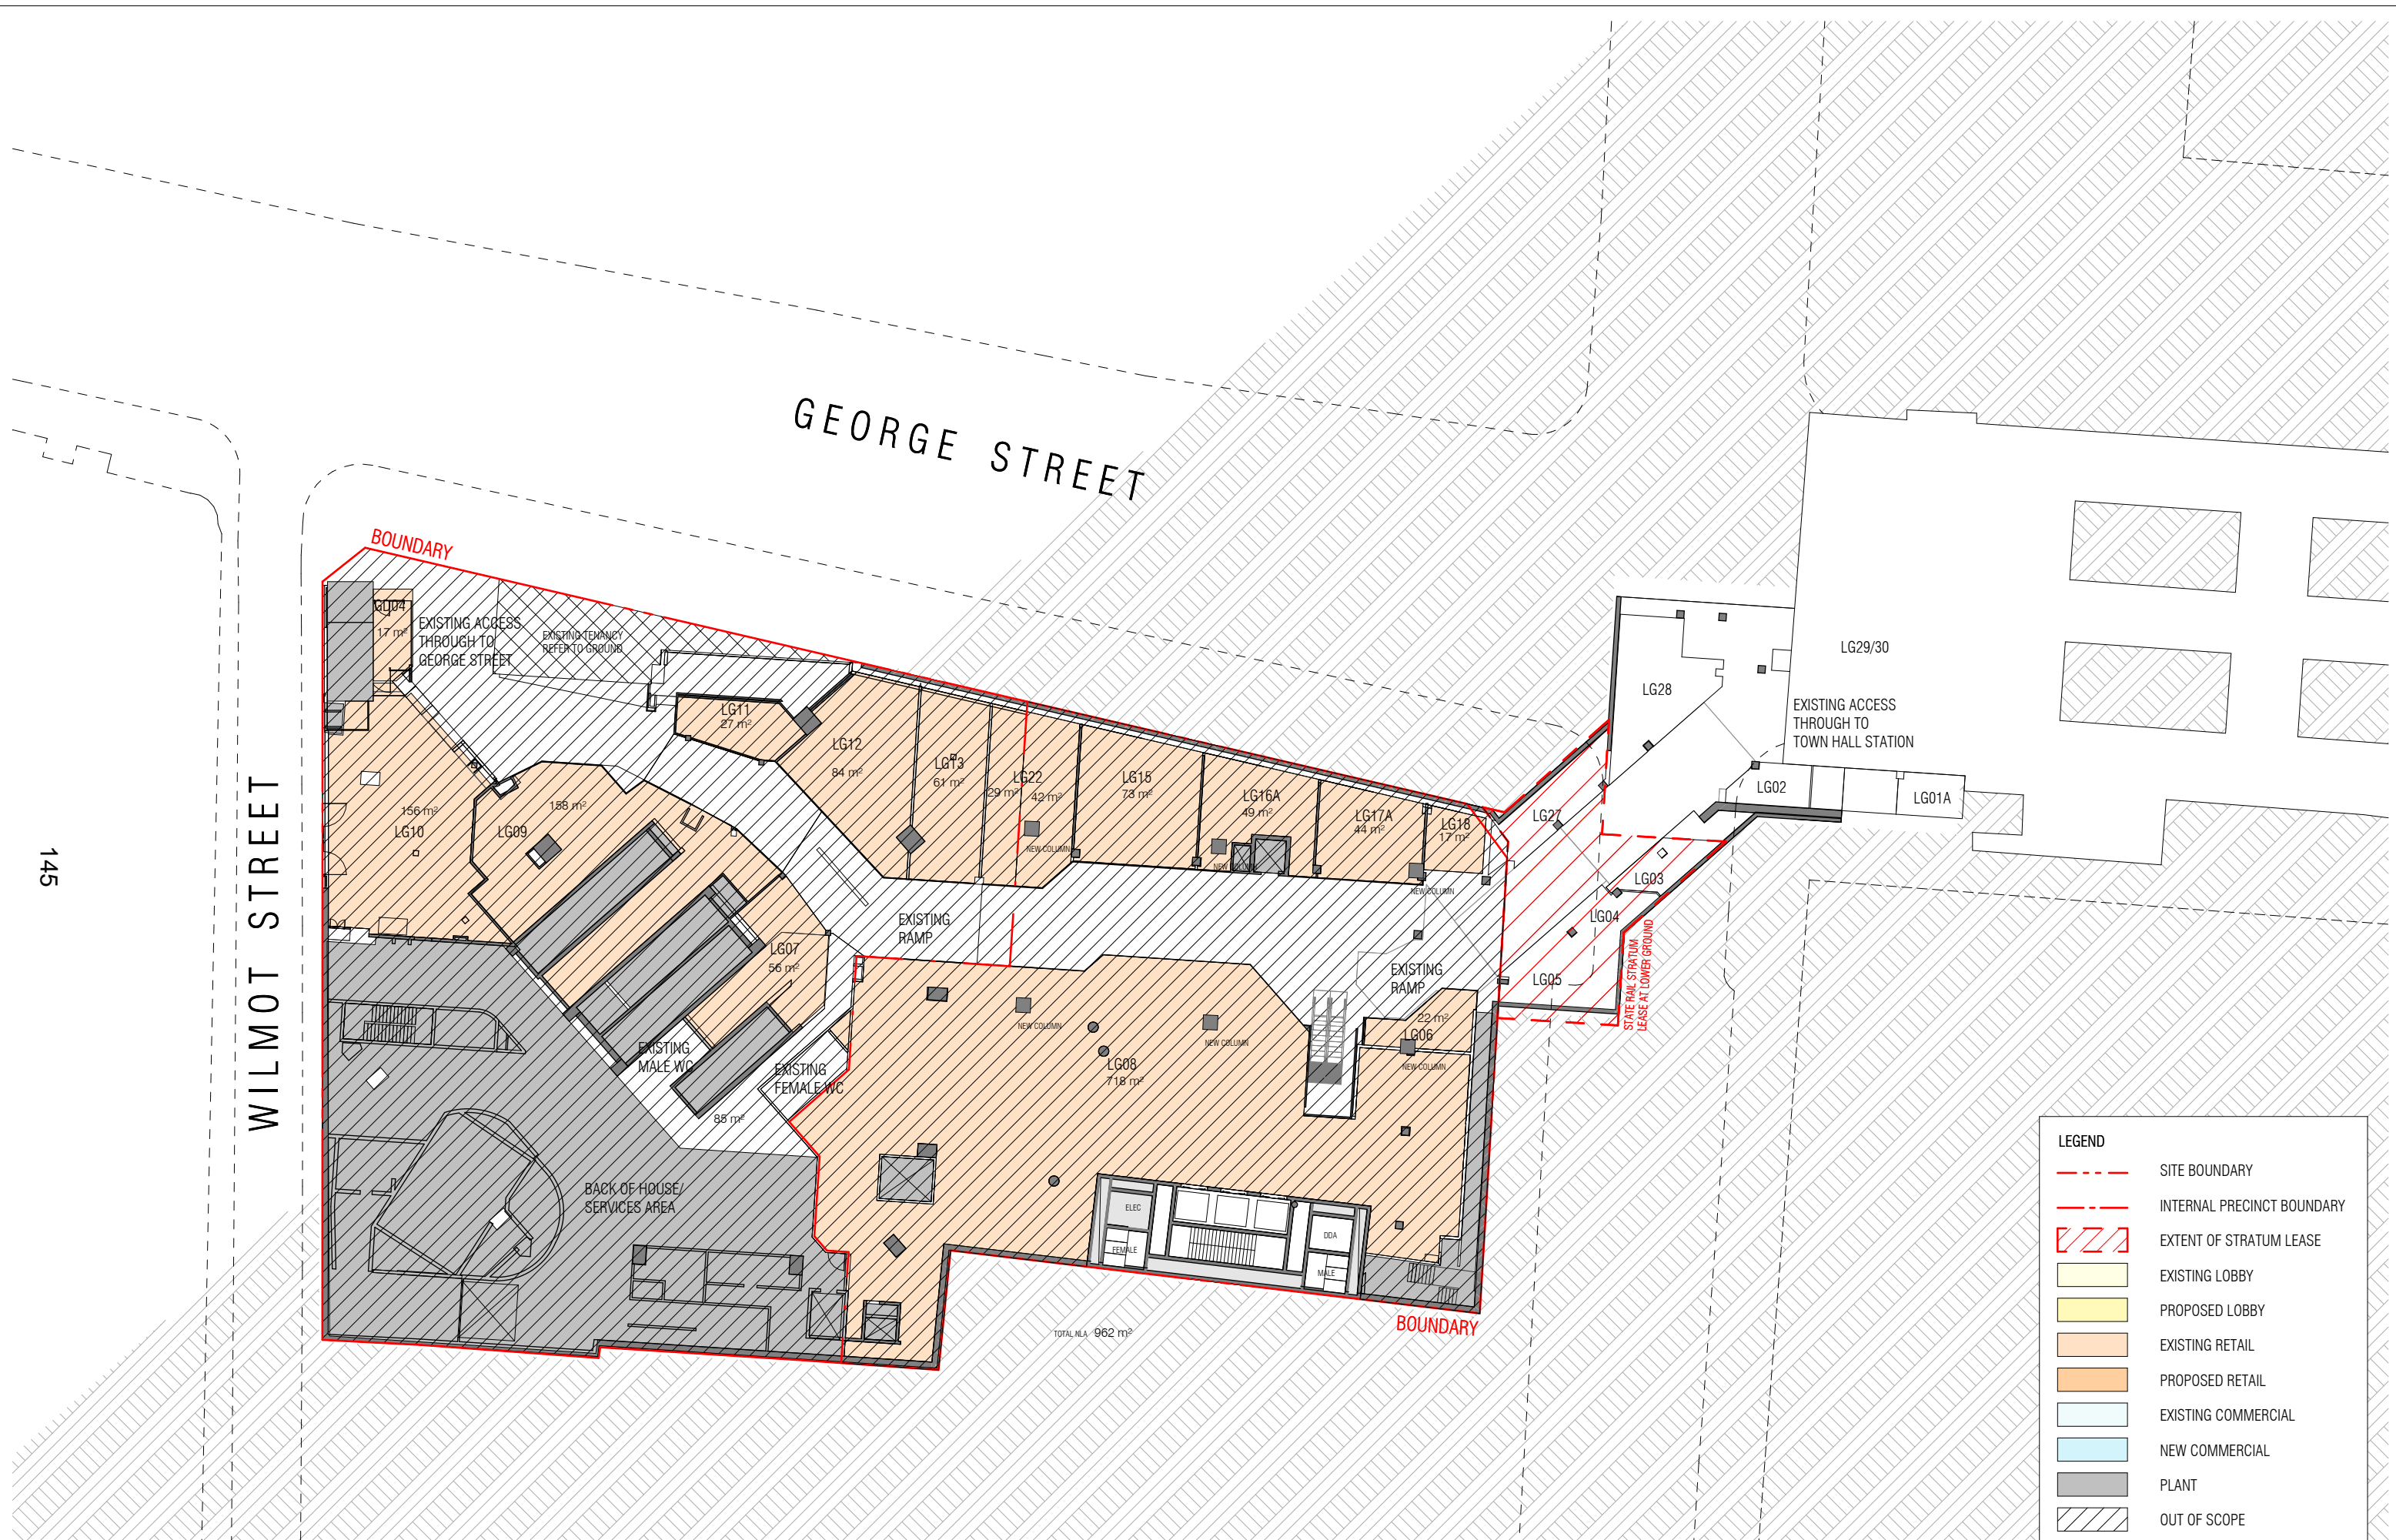 GEORGE STREET
WILMOT STREET
145
BOUNDARY
17 m²
EXISTING ACCESS
THROUGH TO
GEORGE STREET
EXISTING TENANCY
REFER TO GROUND
LG11
27 m²
LG12
84 m²
LG13
61 m²
LG22
29 m²
42 m²
NEW COLUMN
LG15
73 m²
LG16A
49 m²
LG17A
44 m²
NEW COLUMN
LG18
17 m²
156 m²
LG10
158 m²
LG09
LG07
56 m²
EXISTING
RAMP
EXISTING
RAMP
22 m²
LG06
NEW COLUMN
NEW COLUMN
NEW COLUMN
LG08
718 m²
EXISTING
MALE WC
EXISTING
FEMALE WC
85 m²
BACK OF HOUSE/
SERVICES AREA
ELEC
FEMALE
DDA
MALE
TOTAL NLA 962 m²
BOUNDARY
LG27
LG28
LG29/30
EXISTING ACCESS
THROUGH TO
TOWN HALL STATION
LG02
LG01A
LG03
LG04
LG05
STATE RAIL STRATUM
LEASE AT LOWER GROUND
LEGEND
SITE BOUNDARY
INTERNAL PRECINCT BOUNDARY
EXTENT OF STRATUM LEASE
EXISTING LOBBY
PROPOSED LOBBY
EXISTING RETAIL
PROPOSED RETAIL
EXISTING COMMERCIAL
NEW COMMERCIAL
PLANT
OUT OF SCOPE